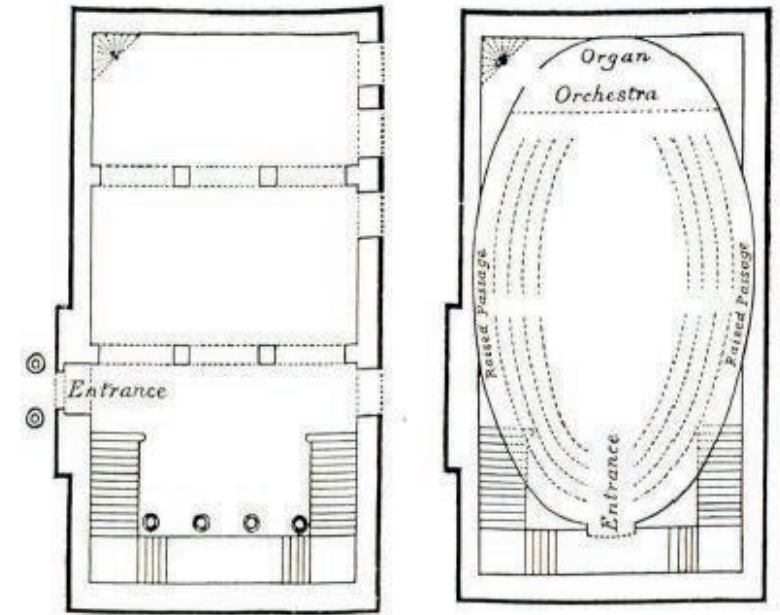 Entrance
Organ
Orchestra
Raised Passage
Raised Passage
Entrance